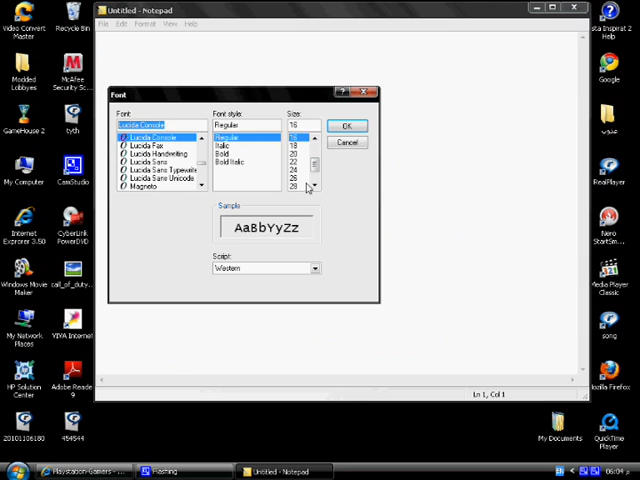 Video Convert
Master
Recycle Bin
Untitled - Notepad
File Edit Format View Help
Modded
Lobbyes
McAfee
Security Sc...
Google
GameHouse 2
tyth
My Computer
CamStudio
RealPlayer
Internet
Explorer 3.50
CyberLink
PowerDVD
Nero
StartSm...
Windows Movie
Maker
call_of_duty...
Media Player
Classic
My Network
Places
YIYA Internet
song
HP Solution
Center
Adobe Reade
9
Mozilla Firefox
20101106180
454544
My Documents
QuickTime
Player
Font
Font:
Font style:
Size:
Lucida Console
Regular
16
OK
Cancel
Lucida Console
Lucida Fax
Lucida Handwriting
Lucida Sans
Lucida Sans Typewrite
Lucida Sans Unicode
Magneto
Regular
Italic
Bold
Bold Italic
16
18
20
22
24
26
28
Sample
AaBbYyZz
Script:
Western
Ln 1, Col 1
Playstation-Gamers - ...
Flashing
Untitled - Notepad
06:04 م